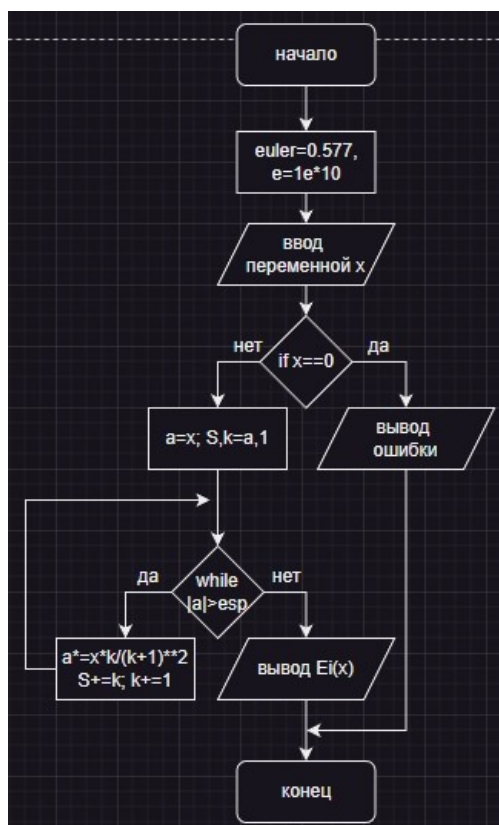 начало
euler=0.577,
e=1e*10
ввод
переменной x
if x==0
нет
да
a=x; S,k=a,1
вывод
ошибки
while
|a|>esp
да
нет
a*=x*k/(k+1)**2
S+=k; k+=1
вывод Ei(x)
конец